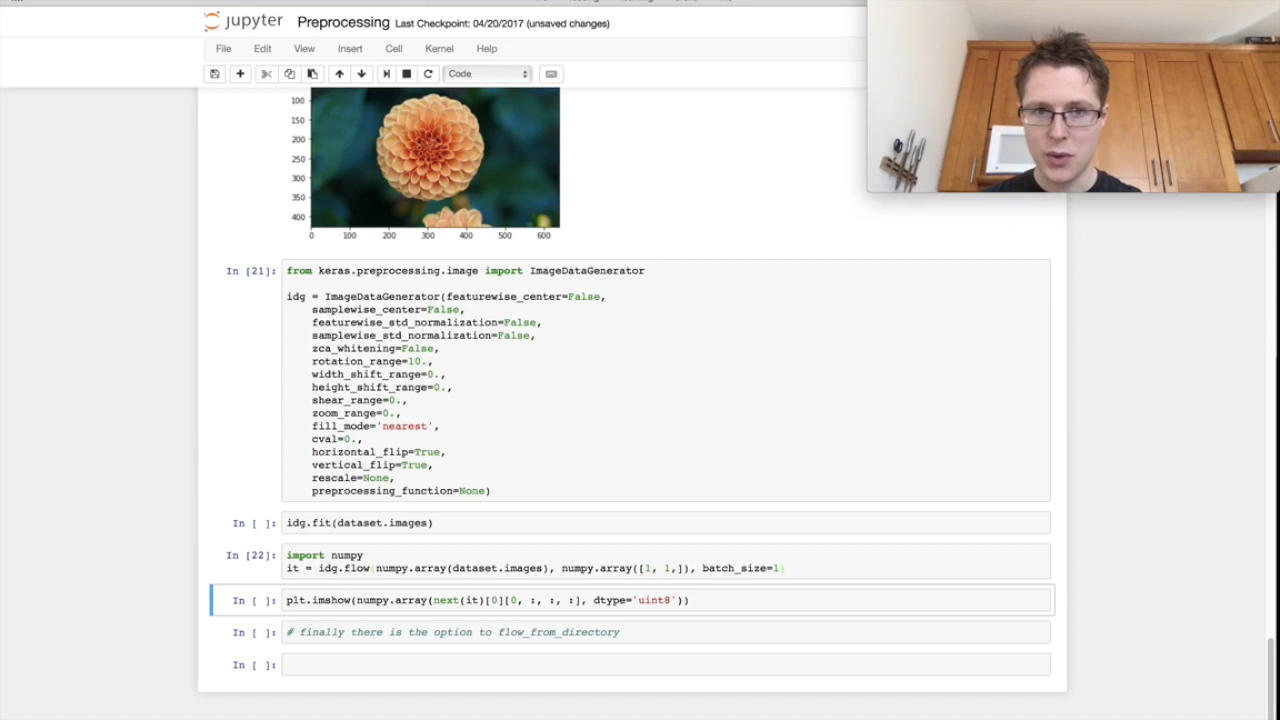 jupyter Preprocessing Last Checkpoint: 04/20/2017 (unsaved changes)
File Edit View Insert Cell Kernel Help
Code
100
150
200
250
300
350
400
0 100 200 300 400 500 600
In [21]: from keras.preprocessing.image import ImageDataGenerator
idg = ImageDataGenerator(featurewise_center=False,
samplewise_center=False,
featurewise_std_normalization=False,
samplewise_std_normalization=False,
zca_whitening=False,
rotation_range=10.,
width_shift_range=0.,
height_shift_range=0.,
shear_range=0.,
zoom_range=0.,
fill_mode='nearest',
cval=0.,
horizontal_flip=True,
vertical_flip=True,
rescale=None,
preprocessing_function=None)
In [ ]: idg.fit(dataset.images)
In [22]: import numpy
it = idg.flow(numpy.array(dataset.images), numpy.array([1, 1,]), batch_size=1)
In [ ]: plt.imshow(numpy.array(next(it)[0][0, :, :, :], dtype='uint8'))
In [ ]: # finally there is the option to flow_from_directory
In [ ]: